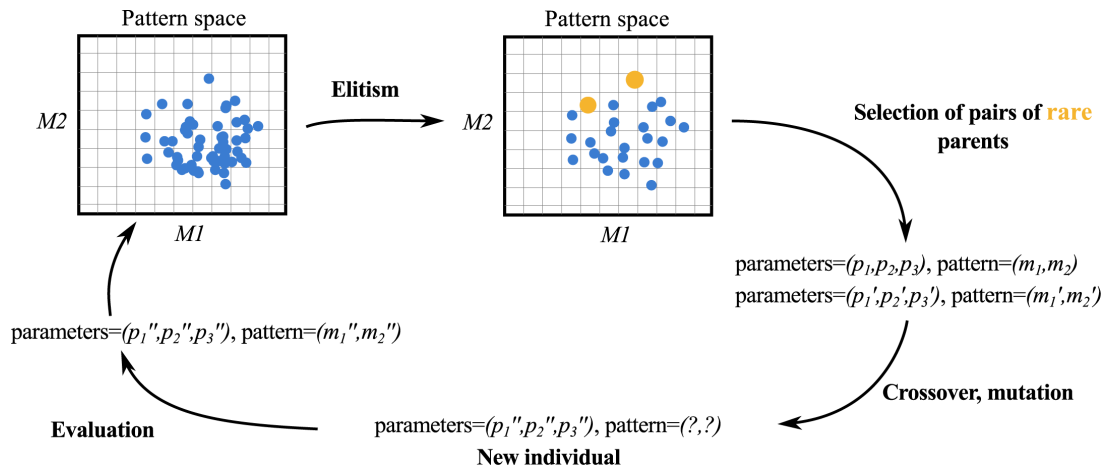 Pattern space
M2
M1
Elitism
Pattern space
M2
M1
Selection of pairs of rare
parents
parameters=(p₁,p₂,p₃), pattern=(m₁,m₂)
parameters=(p₁',p₂',p₃'), pattern=(m₁',m₂')
Crossover, mutation
parameters=(p₁'',p₂'',p₃''), pattern=(?,?)
New individual
Evaluation
parameters=(p₁'',p₂'',p₃''), pattern=(m₁'',m₂'')